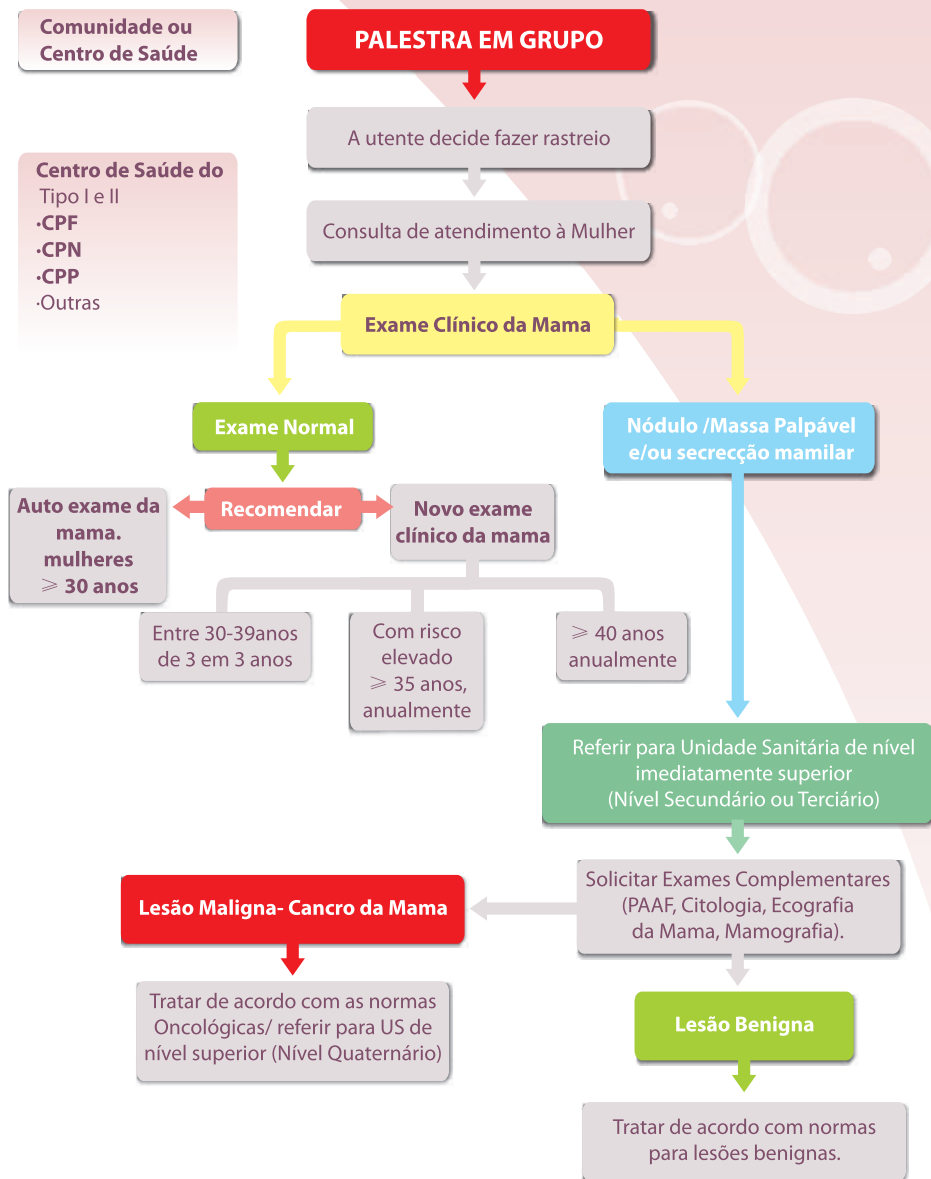 Comunidade ou
Centro de Saúde
PALESTRA EM GRUPO
A utente decide fazer rastreio
Centro de Saúde do
Tipo I e II
·CPF
·CPN
·CPP
·Outras
Consulta de atendimento à Mulher
Exame Clínico da Mama
Exame Normal
Nódulo /Massa Palpável
e/ou secrecção mamilar
Auto exame da
mama.
mulheres
⩾ 30 anos
Recomendar
Novo exame
clínico da mama
Entre 30-39anos
de 3 em 3 anos
Com risco
elevado
⩾ 35 anos,
anualmente
⩾ 40 anos
anualmente
Referir para Unidade Sanitária de nível
imediatamente superior
(Nível Secundário ou Terciário)
Solicitar Exames Complementares
(PAAF, Citologia, Ecografia
da Mama, Mamografia).
Lesão Maligna- Cancro da Mama
Tratar de acordo com as normas
Oncológicas/ referir para US de
nível superior (Nível Quaternário)
Lesão Benigna
Tratar de acordo com normas
para lesões benignas.